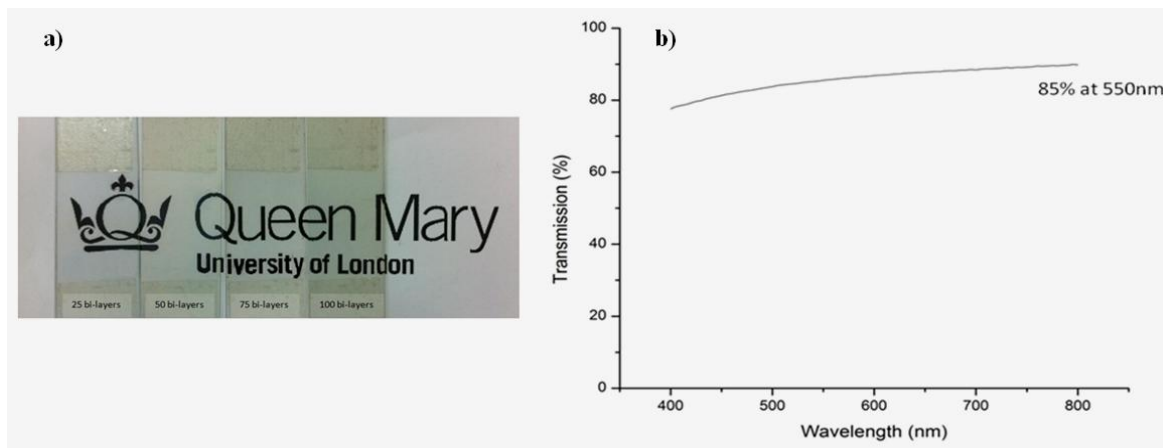 a)
Queen Mary
University of London
25 bi-layers
50 bi-layers
75 bi-layers
100 bi-layers
b)
100
80
60
40
20
0
Transmission (%)
85% at 550nm
400
500
600
700
800
Wavelength (nm)